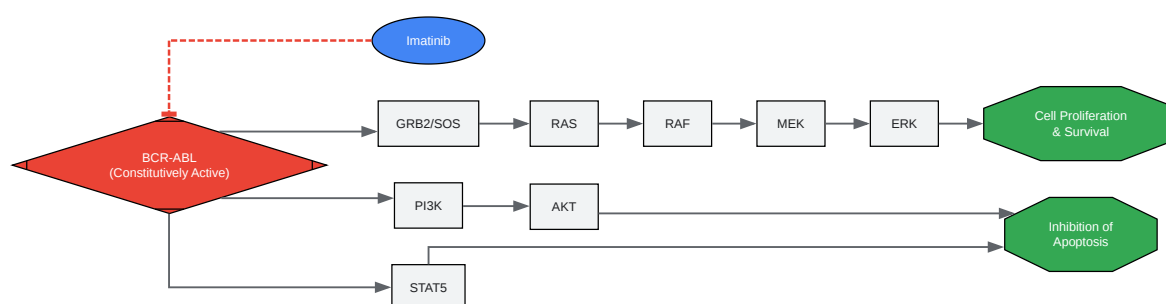 Imatinib
GRB2/SOS
RAS
RAF
MEK
ERK
Cell Proliferation
& Survival
BCR-ABL
(Constitutively Active)
PI3K
AKT
Inhibition of
Apoptosis
STAT5